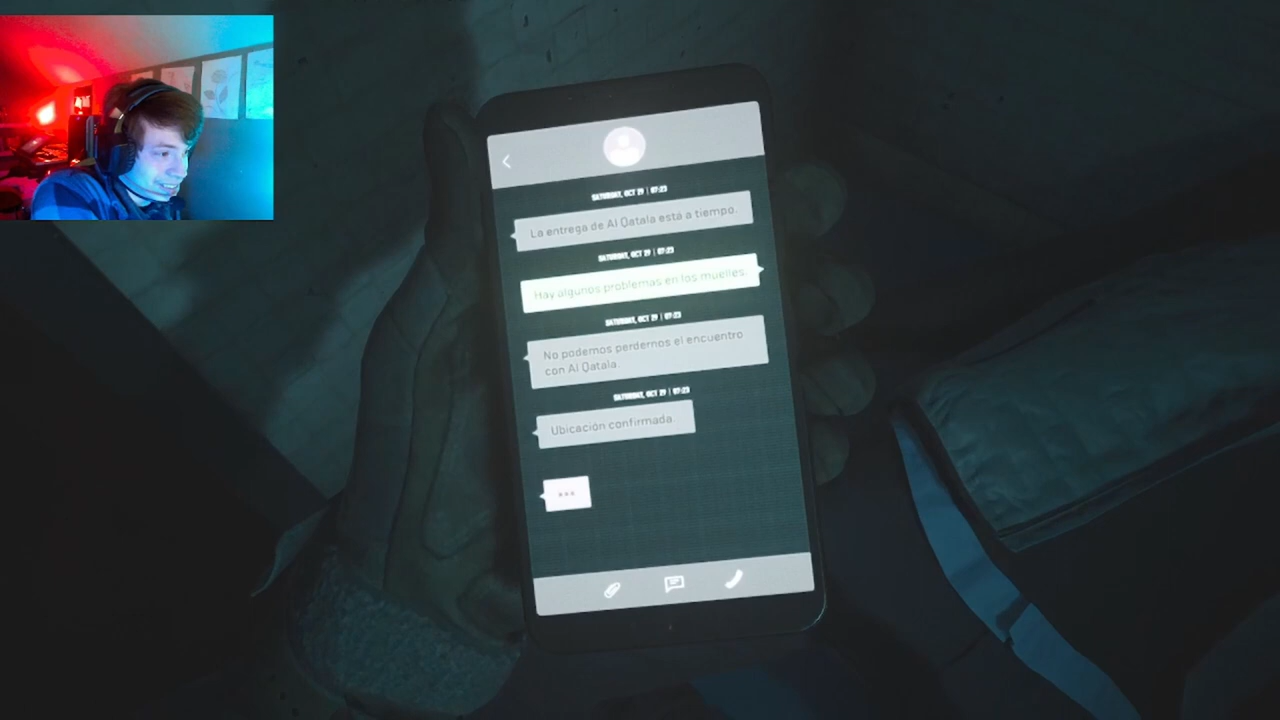 SATURDAY, OCT 29 | 07:23
La entrega de Al Qatala está a tiempo.
SATURDAY, OCT 29 | 07:23
Hay algunos problemas en los muelles.
SATURDAY, OCT 29 | 07:23
No podemos perdernos el encuentro
con Al Qatala.
SATURDAY, OCT 29 | 07:23
Ubicación confirmada.
•••